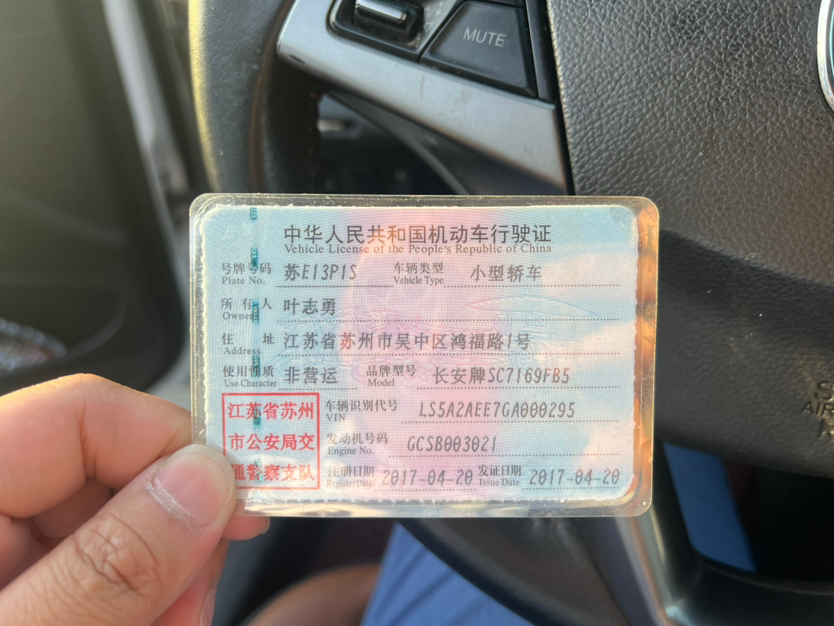 MUTE
中华人民共和国机动车行驶证
Vehicle License of the People's Republic of China
号牌号码 苏E13P1S 车辆类型 小型轿车
Plate No. Vehicle Type
所有人 叶志勇
Owner
住址 江苏省苏州市吴中区鸿福路1号
Address
使用性质 非营运 品牌型号 长安牌SC7169FB5
Use Character Model
江苏省苏州 车辆识别代号 LS5A2AEE7GA000295
VIN
市公安局交 发动机号码 GCSB003021
Engine No.
通警察支队 注册日期 2017-04-20 发证日期 2017-04-20
Register Date Issue Date